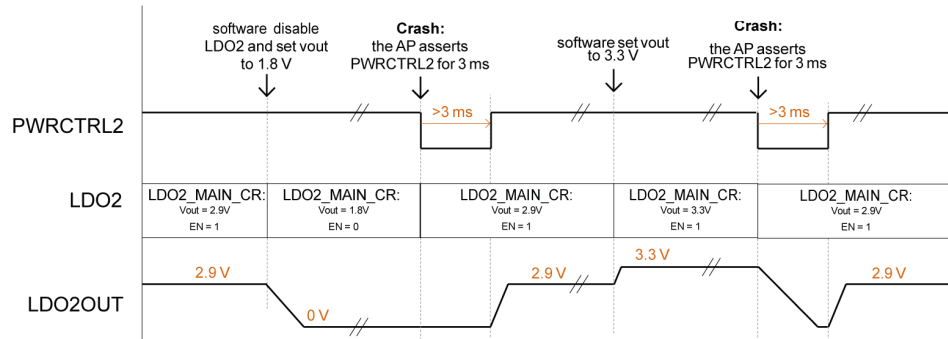 software disable
LDO2 and set vout
to 1.8 V
Crash:
the AP asserts
PWRCTRL2 for 3 ms
software set vout
to 3.3 V
Crash:
the AP asserts
PWRCTRL2 for 3 ms
PWRCTRL2
>3 ms
>3 ms
LDO2
LDO2_MAIN_CR:
Vout = 2.9V
EN = 1
LDO2_MAIN_CR:
Vout = 1.8V
EN = 0
LDO2_MAIN_CR:
Vout = 2.9V
EN = 1
LDO2_MAIN_CR:
Vout = 3.3V
EN = 1
LDO2_MAIN_CR:
Vout = 2.9V
EN = 1
LDO2OUT
2.9 V
0 V
2.9 V
3.3 V
2.9 V